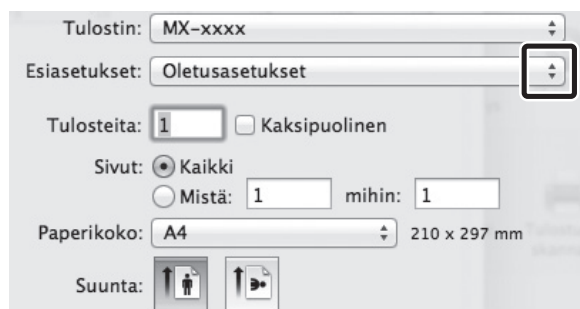 Tulostin: MX-xxxx
Esiasetukset: Oletusasetukset
Tulosteita: 1 Kaksipuolinen
Sivut: Kaikki
Mistä: 1 mihin: 1
Paperikoko: A4 210 x 297 mm
Suunta: